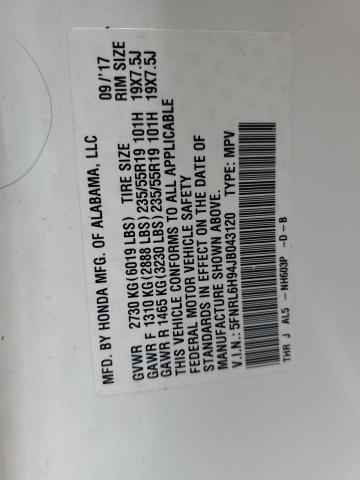 MFD. BY HONDA MFG. OF ALABAMA, LLC 09/'17
GVWR 2730 KG(6019 LBS) TIRE SIZE RIM SIZE
GAWR F 1310 KG(2888 LBS)235/55R19 101H 19X7.5J
GAWR R 1465 KG(3230 LBS)235/55R19 101H 19X7.5J
THIS VEHICLE CONFORMS TO ALL APPLICABLE
FEDERAL MOTOR VEHICLE SAFETY
STANDARDS IN EFFECT ON THE DATE OF
MANUFACTURE SHOWN ABOVE.
V.I.N.:5FNRL6H94JB043120 TYPE: MPV
THR J AL5 - NH603P -D-B